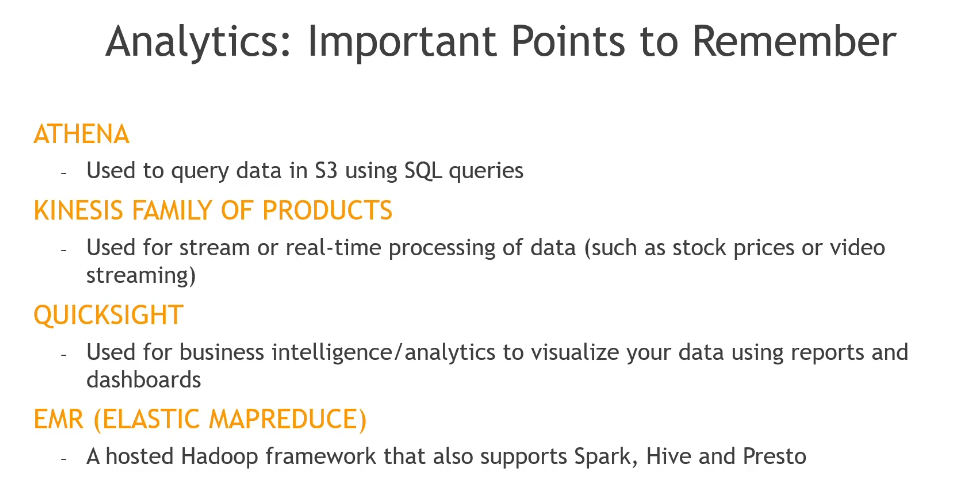 Analytics: Important Points to Remember
ATHENA
- Used to query data in S3 using SQL queries
KINESIS FAMILY OF PRODUCTS
- Used for stream or real-time processing of data (such as stock prices or video
streaming)
QUICKSIGHT
- Used for business intelligence/analytics to visualize your data using reports and
dashboards
EMR (ELASTIC MAPREDUCE)
- A hosted Hadoop framework that also supports Spark, Hive and Presto